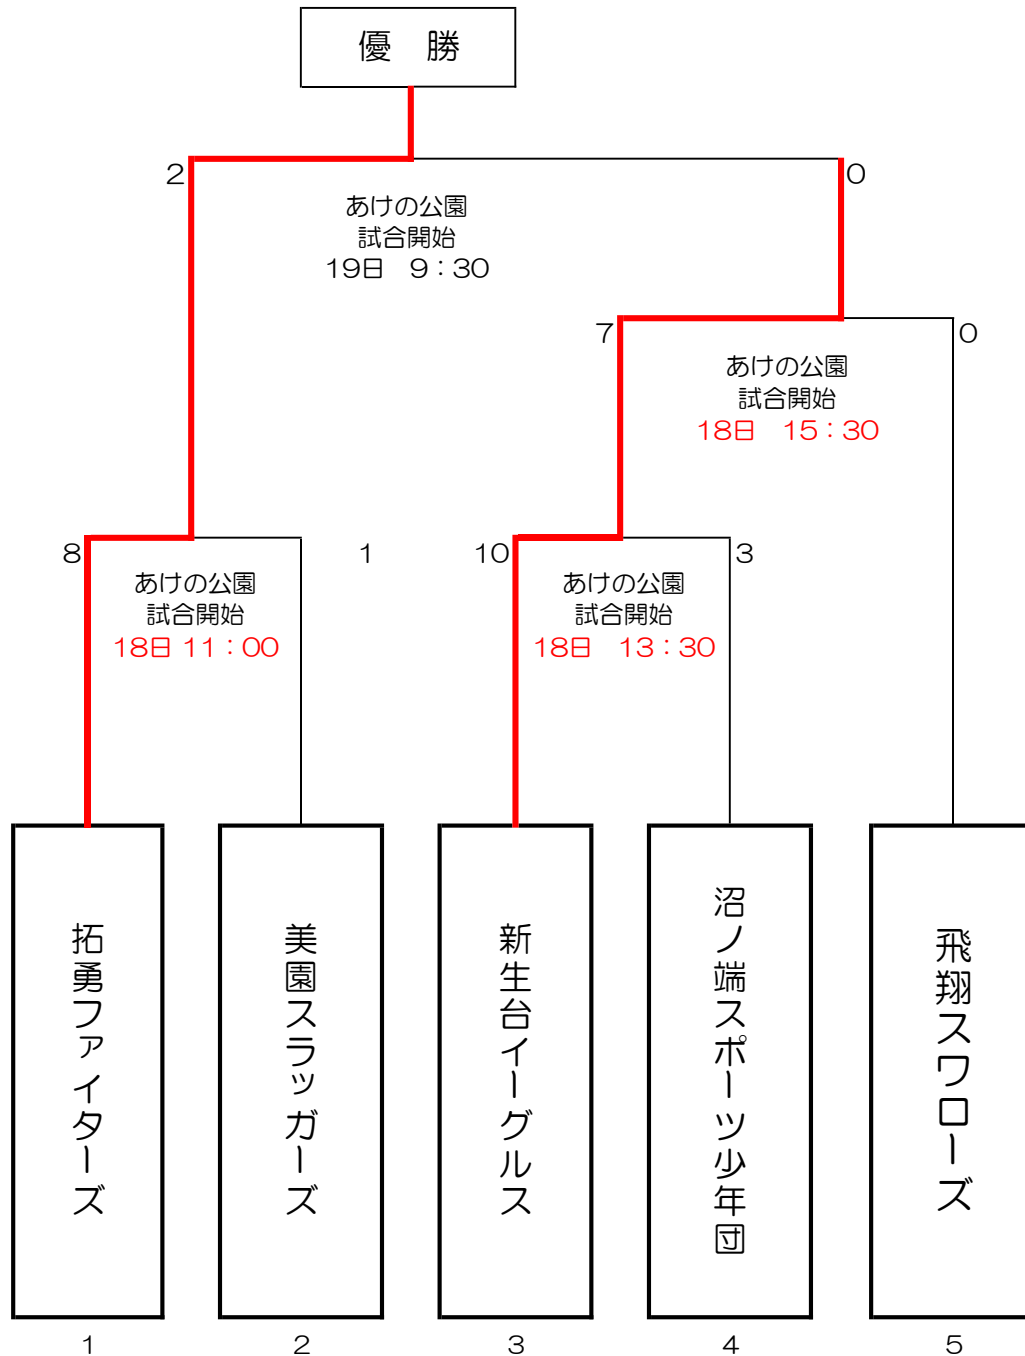 優　勝
2
0
あけの公園
試合開始
19日　9：30
7
0
あけの公園
試合開始
18日　15：30
8
1
10
3
あけの公園
試合開始
18日 11：00
あけの公園
試合開始
18日　13：30
拓勇ファイターズ
美園スラッガーズ
新生台イーグルス
沼ノ端スポーツ少年団
飛翔スワローズ
1
2
3
4
5